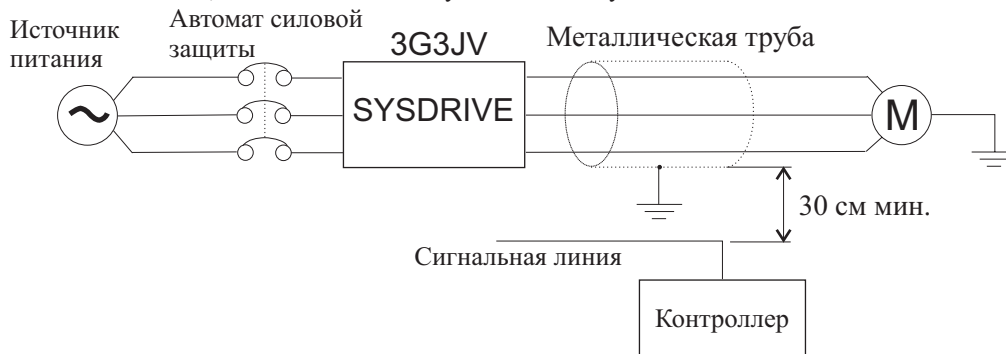 Источник
питания
Автомат силовой
защиты
3G3JV
SYSDRIVE
Металлическая труба
M
30 см мин.
Сигнальная линия
Контроллер